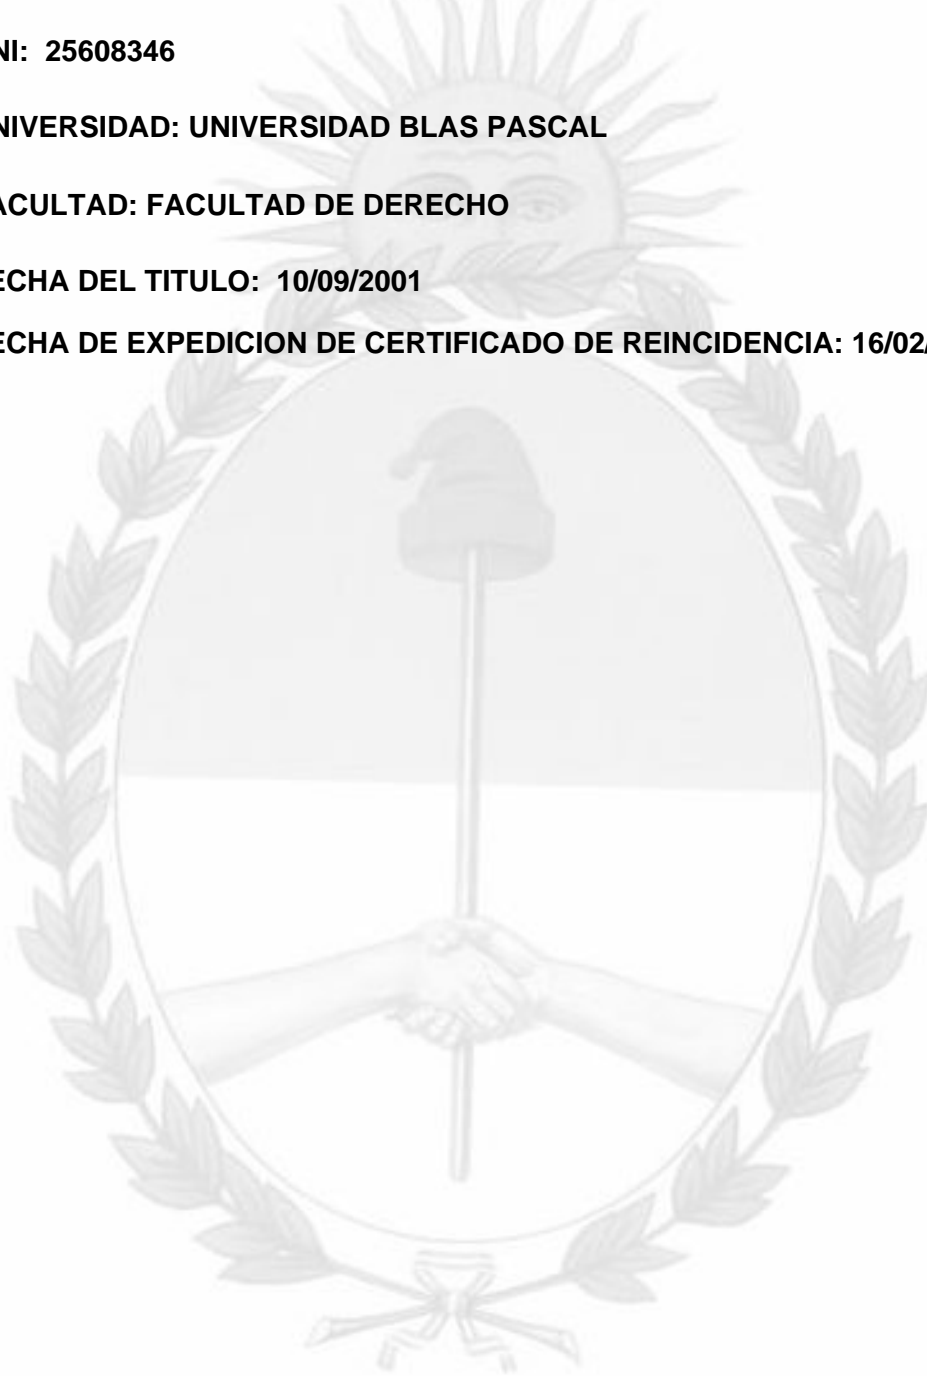 NI: 25608346
NIVERSIDAD: UNIVERSIDAD BLAS PASCAL
ACULTAD: FACULTAD DE DERECHO
ECHA DEL TITULO: 10/09/2001
ECHA DE EXPEDICION DE CERTIFICADO DE REINCIDENCIA: 16/02/